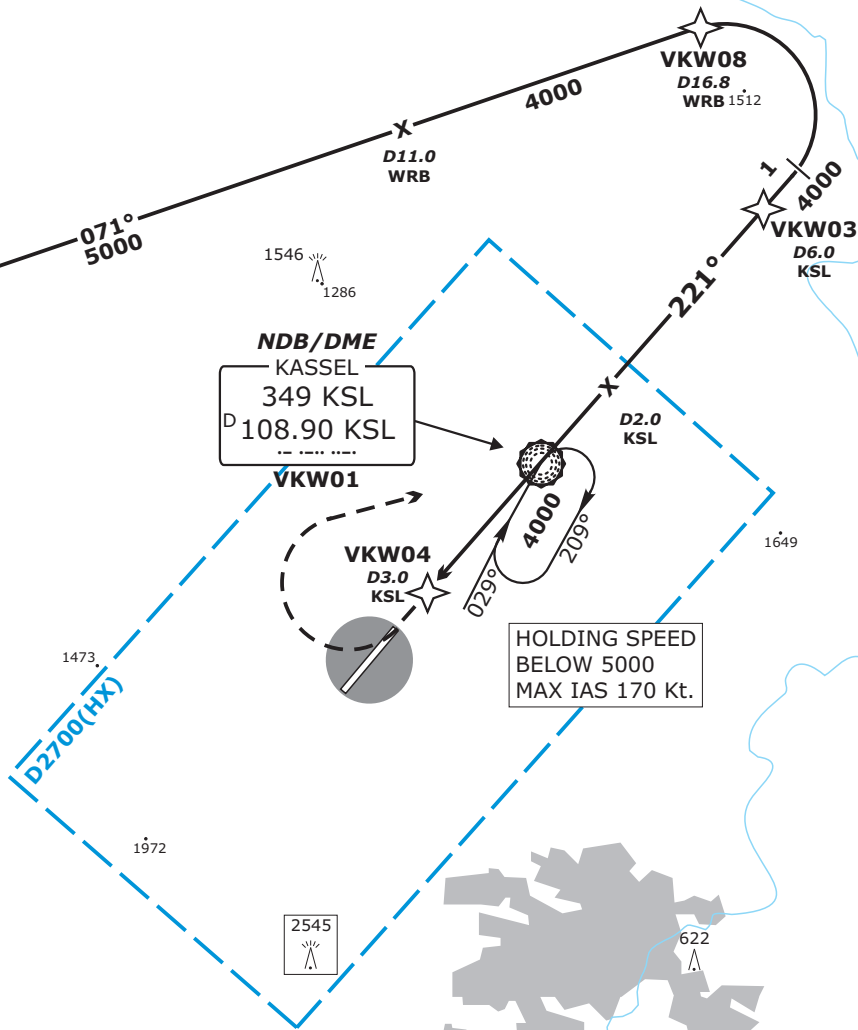 VKW08
D16.8
WRB
1512
4000
X
D11.0
WRB
071°
5000
1
4000
VKW03
D6.0
KSL
221°
1546
1286
NDB/DME
KASSEL
349 KSL
D 108.90 KSL
VKW01
X
D2.0
KSL
4000
209°
029°
1649
VKW04
D3.0
KSL
HOLDING SPEED
BELOW 5000
MAX IAS 170 Kt.
1473
D2700(HX)
1972
2545
622